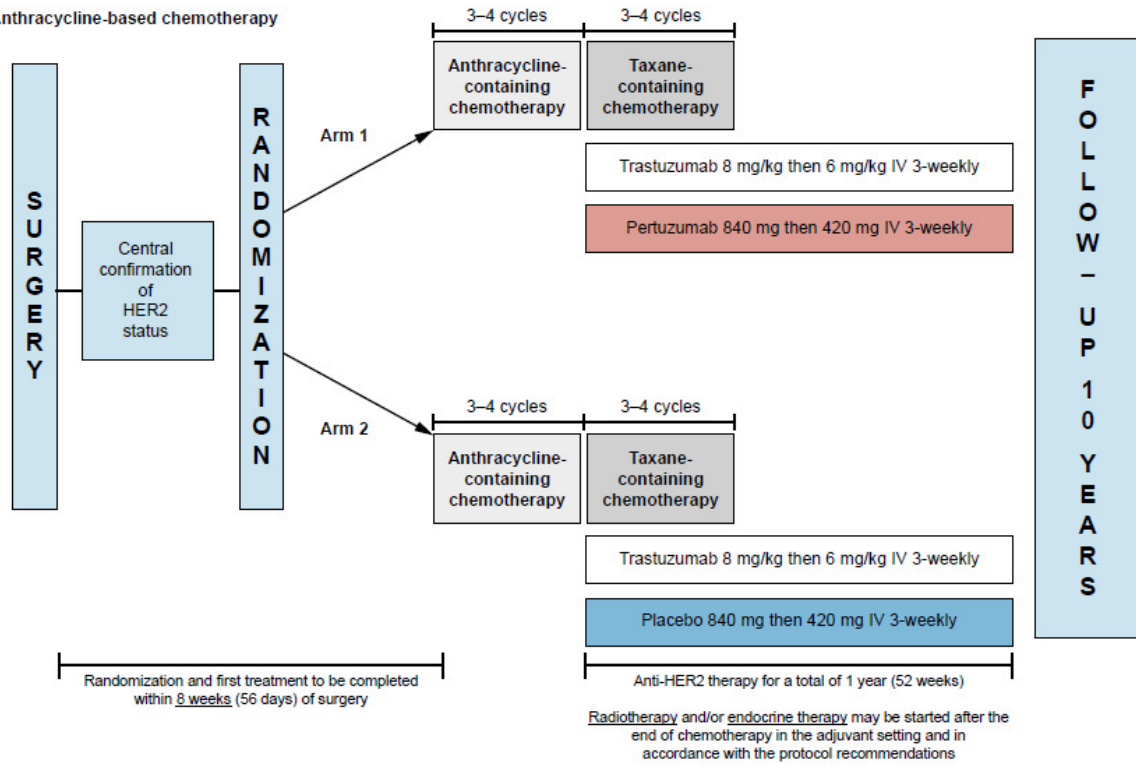 Anthracycline-based chemotherapy
SURGERY
Central
confirmation
of
HER2
status
RANDOMIZATION
Arm 1
3–4 cycles
3–4 cycles
Anthracycline-
containing
chemotherapy
Taxane-
containing
chemotherapy
Trastuzumab 8 mg/kg then 6 mg/kg IV 3-weekly
Pertuzumab 840 mg then 420 mg IV 3-weekly
Arm 2
3–4 cycles
3–4 cycles
Anthracycline-
containing
chemotherapy
Taxane-
containing
chemotherapy
Trastuzumab 8 mg/kg then 6 mg/kg IV 3-weekly
Placebo 840 mg then 420 mg IV 3-weekly
FOLLOW– UP 10 YEARS
Randomization and first treatment to be completed
within 8 weeks (56 days) of surgery
Anti-HER2 therapy for a total of 1 year (52 weeks)
Radiotherapy and/or endocrine therapy may be started after the
end of chemotherapy in the adjuvant setting and in
accordance with the protocol recommendations